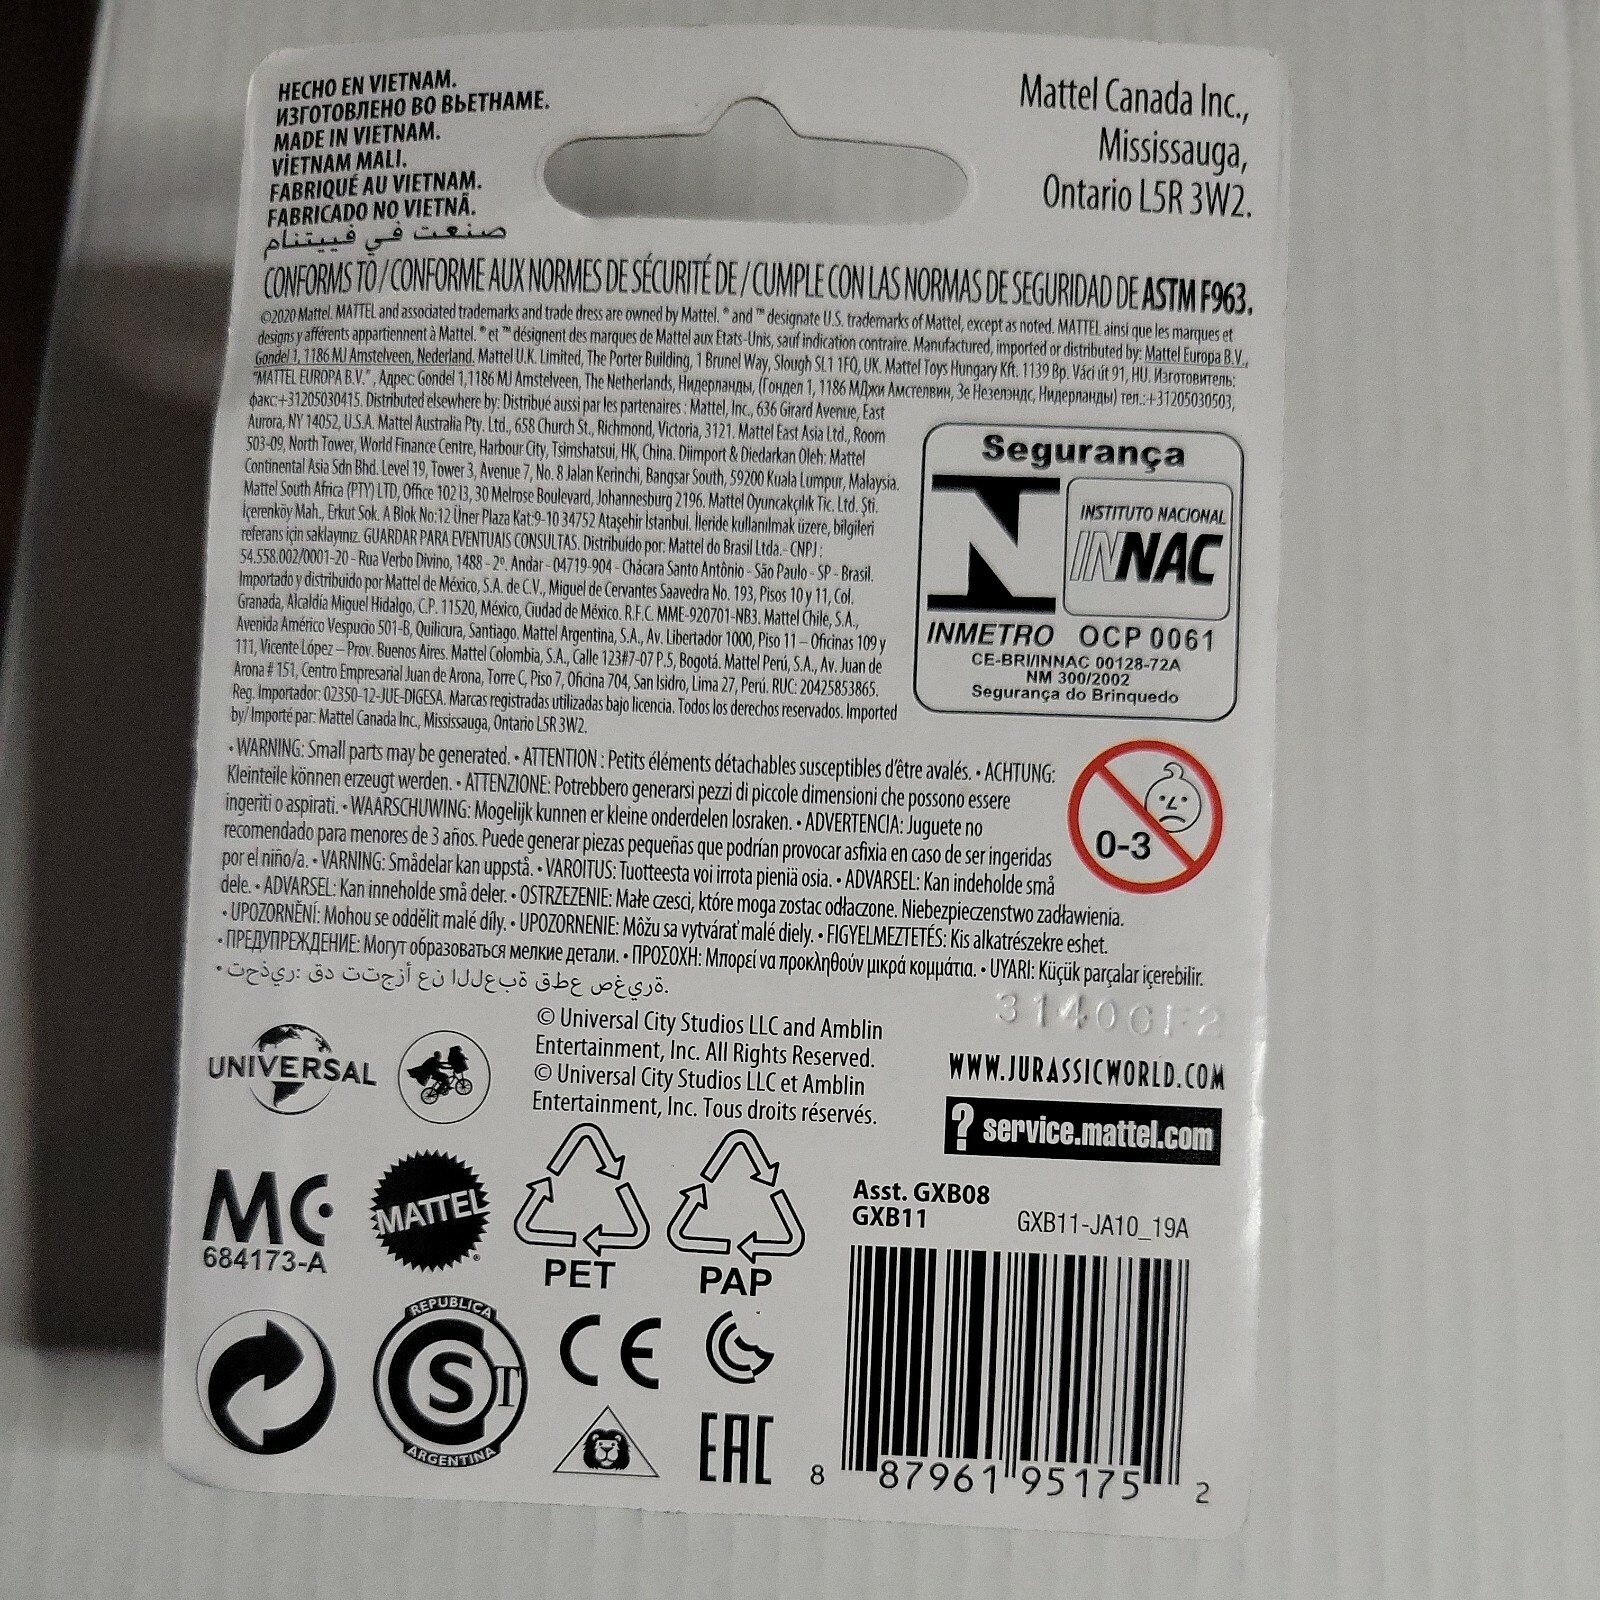 HECHO EN VIETNAM.
ИЗГОТОВЛЕНО ВО ВЬЕТНАМЕ.
MADE IN VIETNAM.
VİETNAM MALI.
FABRIQUÉ AU VIETNAM.
FABRICADO NO VIETNÃ.
صنعت في فييتنام
Mattel Canada Inc.,
Mississauga,
Ontario L5R 3W2.
CONFORMS TO / CONFORME AUX NORMES DE SÉCURITÉ DE / CUMPLE CON LAS NORMAS DE SEGURIDAD DE ASTM F963.
©2020 Mattel. MATTEL and associated trademarks and trade dress are owned by Mattel. ® and ™ designate U.S. trademarks of Mattel, except as noted. MATTEL ainsi que les marques et
designs y afférents appartiennent à Mattel. ® et ™ désignent des marques de Mattel aux Etats-Unis, sauf indication contraire. Manufactured, imported or distributed by: Mattel Europa B.V.,
Gondel 1, 1186 MJ Amstelveen, Nederland. Mattel U.K. Limited, The Porter Building, 1 Brunel Way, Slough SL1 1FQ, UK. Mattel Toys Hungary Kft. 1139 Bp. Váci út 91, HU. Изготовитель:
"MATTEL EUROPA B.V.", Адрес: Gondel 1, 1186 MJ Amstelveen, The Netherlands, Нидерланды, (Гондел 1, 1186 МДжи Амстелвин, Зе Незелэндс, Нидерланды) тел.:+31205030503,
факс:+31205030415. Distributed elsewhere by: Distribué aussi par les partenaires : Mattel, Inc., 636 Girard Avenue, East
Aurora, NY 14052, U.S.A. Mattel Australia Pty. Ltd., 658 Church St., Richmond, Victoria, 3121. Mattel East Asia Ltd., Room
503-09, North Tower, World Finance Centre, Harbour City, Tsimshatsui, HK, China. Diimport & Diedarkan Oleh: Mattel
Continental Asia Sdn Bhd. Level 19, Tower 3, Avenue 7, No. 8 Jalan Kerinchi, Bangsar South, 59200 Kuala Lumpur, Malaysia.
Mattel South Africa (PTY) LTD, Office 102 I3, 30 Melrose Boulevard, Johannesburg 2196. Mattel Oyuncakçılık Tic. Ltd. Şti.
İçerenköy Mah., Erkut Sok. A Blok No:12 Üner Plaza Kat:9-10 34752 Ataşehir İstanbul. İleride kullanılmak üzere, bilgileri
referans için saklayınız. GUARDAR PARA EVENTUAIS CONSULTAS. Distribuído por: Mattel do Brasil Ltda.- CNPJ :
54.558.002/0001-20 - Rua Verbo Divino, 1488 - 2º. Andar - 04719-904 - Chácara Santo Antônio - São Paulo - SP - Brasil.
Importado y distribuido por Mattel de México, S.A. de C.V., Miguel de Cervantes Saavedra No. 193, Pisos 10 y 11, Col.
Granada, Alcaldía Miguel Hidalgo, C.P. 11520, México, Ciudad de México. R.F.C. MME-920701-NB3. Mattel Chile, S.A.,
Avenida Américo Vespucio 501-B, Quilicura, Santiago. Mattel Argentina, S.A., Av. Libertador 1000, Piso 11 – Oficinas 109 y
111, Vicente López – Prov. Buenos Aires. Mattel Colombia, S.A., Calle 123#7-07 P.5, Bogotá. Mattel Perú, S.A., Av. Juan de
Arona # 151, Centro Empresarial Juan de Arona, Torre C, Piso 7, Oficina 704, San Isidro, Lima 27, Perú. RUC: 20425853865.
Reg. Importador: 02350-12-JUE-DIGESA. Marcas registradas utilizadas bajo licencia. Todos los derechos reservados. Imported
by/ Importé par: Mattel Canada Inc., Mississauga, Ontario L5R 3W2.
Segurança
INSTITUTO NACIONAL
INNAC
INMETRO OCP 0061
CE-BRI/INNAC 00128-72A
NM 300/2002
Segurança do Brinquedo
• WARNING: Small parts may be generated. • ATTENTION : Petits éléments détachables susceptibles d'être avalés. • ACHTUNG:
Kleinteile können erzeugt werden. • ATTENZIONE: Potrebbero generarsi pezzi di piccole dimensioni che possono essere
ingeriti o aspirati. • WAARSCHUWING: Mogelijk kunnen er kleine onderdelen losraken. • ADVERTENCIA: Juguete no
recomendado para menores de 3 años. Puede generar piezas pequeñas que podrían provocar asfixia en caso de ser ingeridas
por el niño/a. • VARNING: Smådelar kan uppstå. • VAROITUS: Tuotteesta voi irrota pieniä osia. • ADVARSEL: Kan indeholde små
dele. • ADVARSEL: Kan inneholde små deler. • OSTRZEZENIE: Małe czesci, które moga zostac odłaczone. Niebezpieczenstwo zadławienia.
• UPOZORNĚNÍ: Mohou se oddělit malé díly. • UPOZORNENIE: Môžu sa vytvárať malé diely. • FIGYELMEZTETÉS: Kis alkatrészekre eshet.
• ПРЕДУПРЕЖДЕНИЕ: Могут образоваться мелкие детали. • ΠΡΟΣΟΧΗ: Μπορεί να προκληθούν μικρά κομμάτια. • UYARI: Küçük parçalar içerebilir.
• تحذير: قد تتجزأ عن اللعبة قطع صغيرة.
0-3
© Universal City Studios LLC and Amblin
Entertainment, Inc. All Rights Reserved.
© Universal City Studios LLC et Amblin
Entertainment, Inc. Tous droits réservés.
UNIVERSAL
WWW.JURASSICWORLD.COM
? service.mattel.com
MC
684173-A
MATTEL
PET
PAP
Asst. GXB08
GXB11
GXB11-JA10_19A
REPUBLICA
S T
ARGENTINA
CE
EAC
8 87961 95175 2